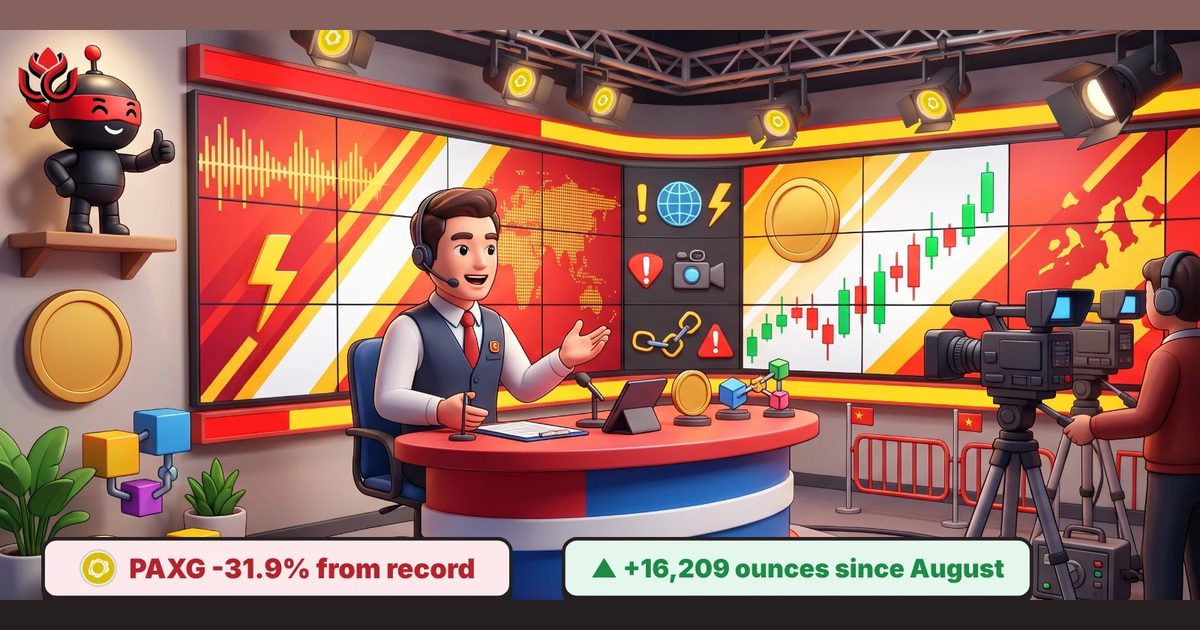 PAXG -31.9% from record
▲ +16,209 ounces since August